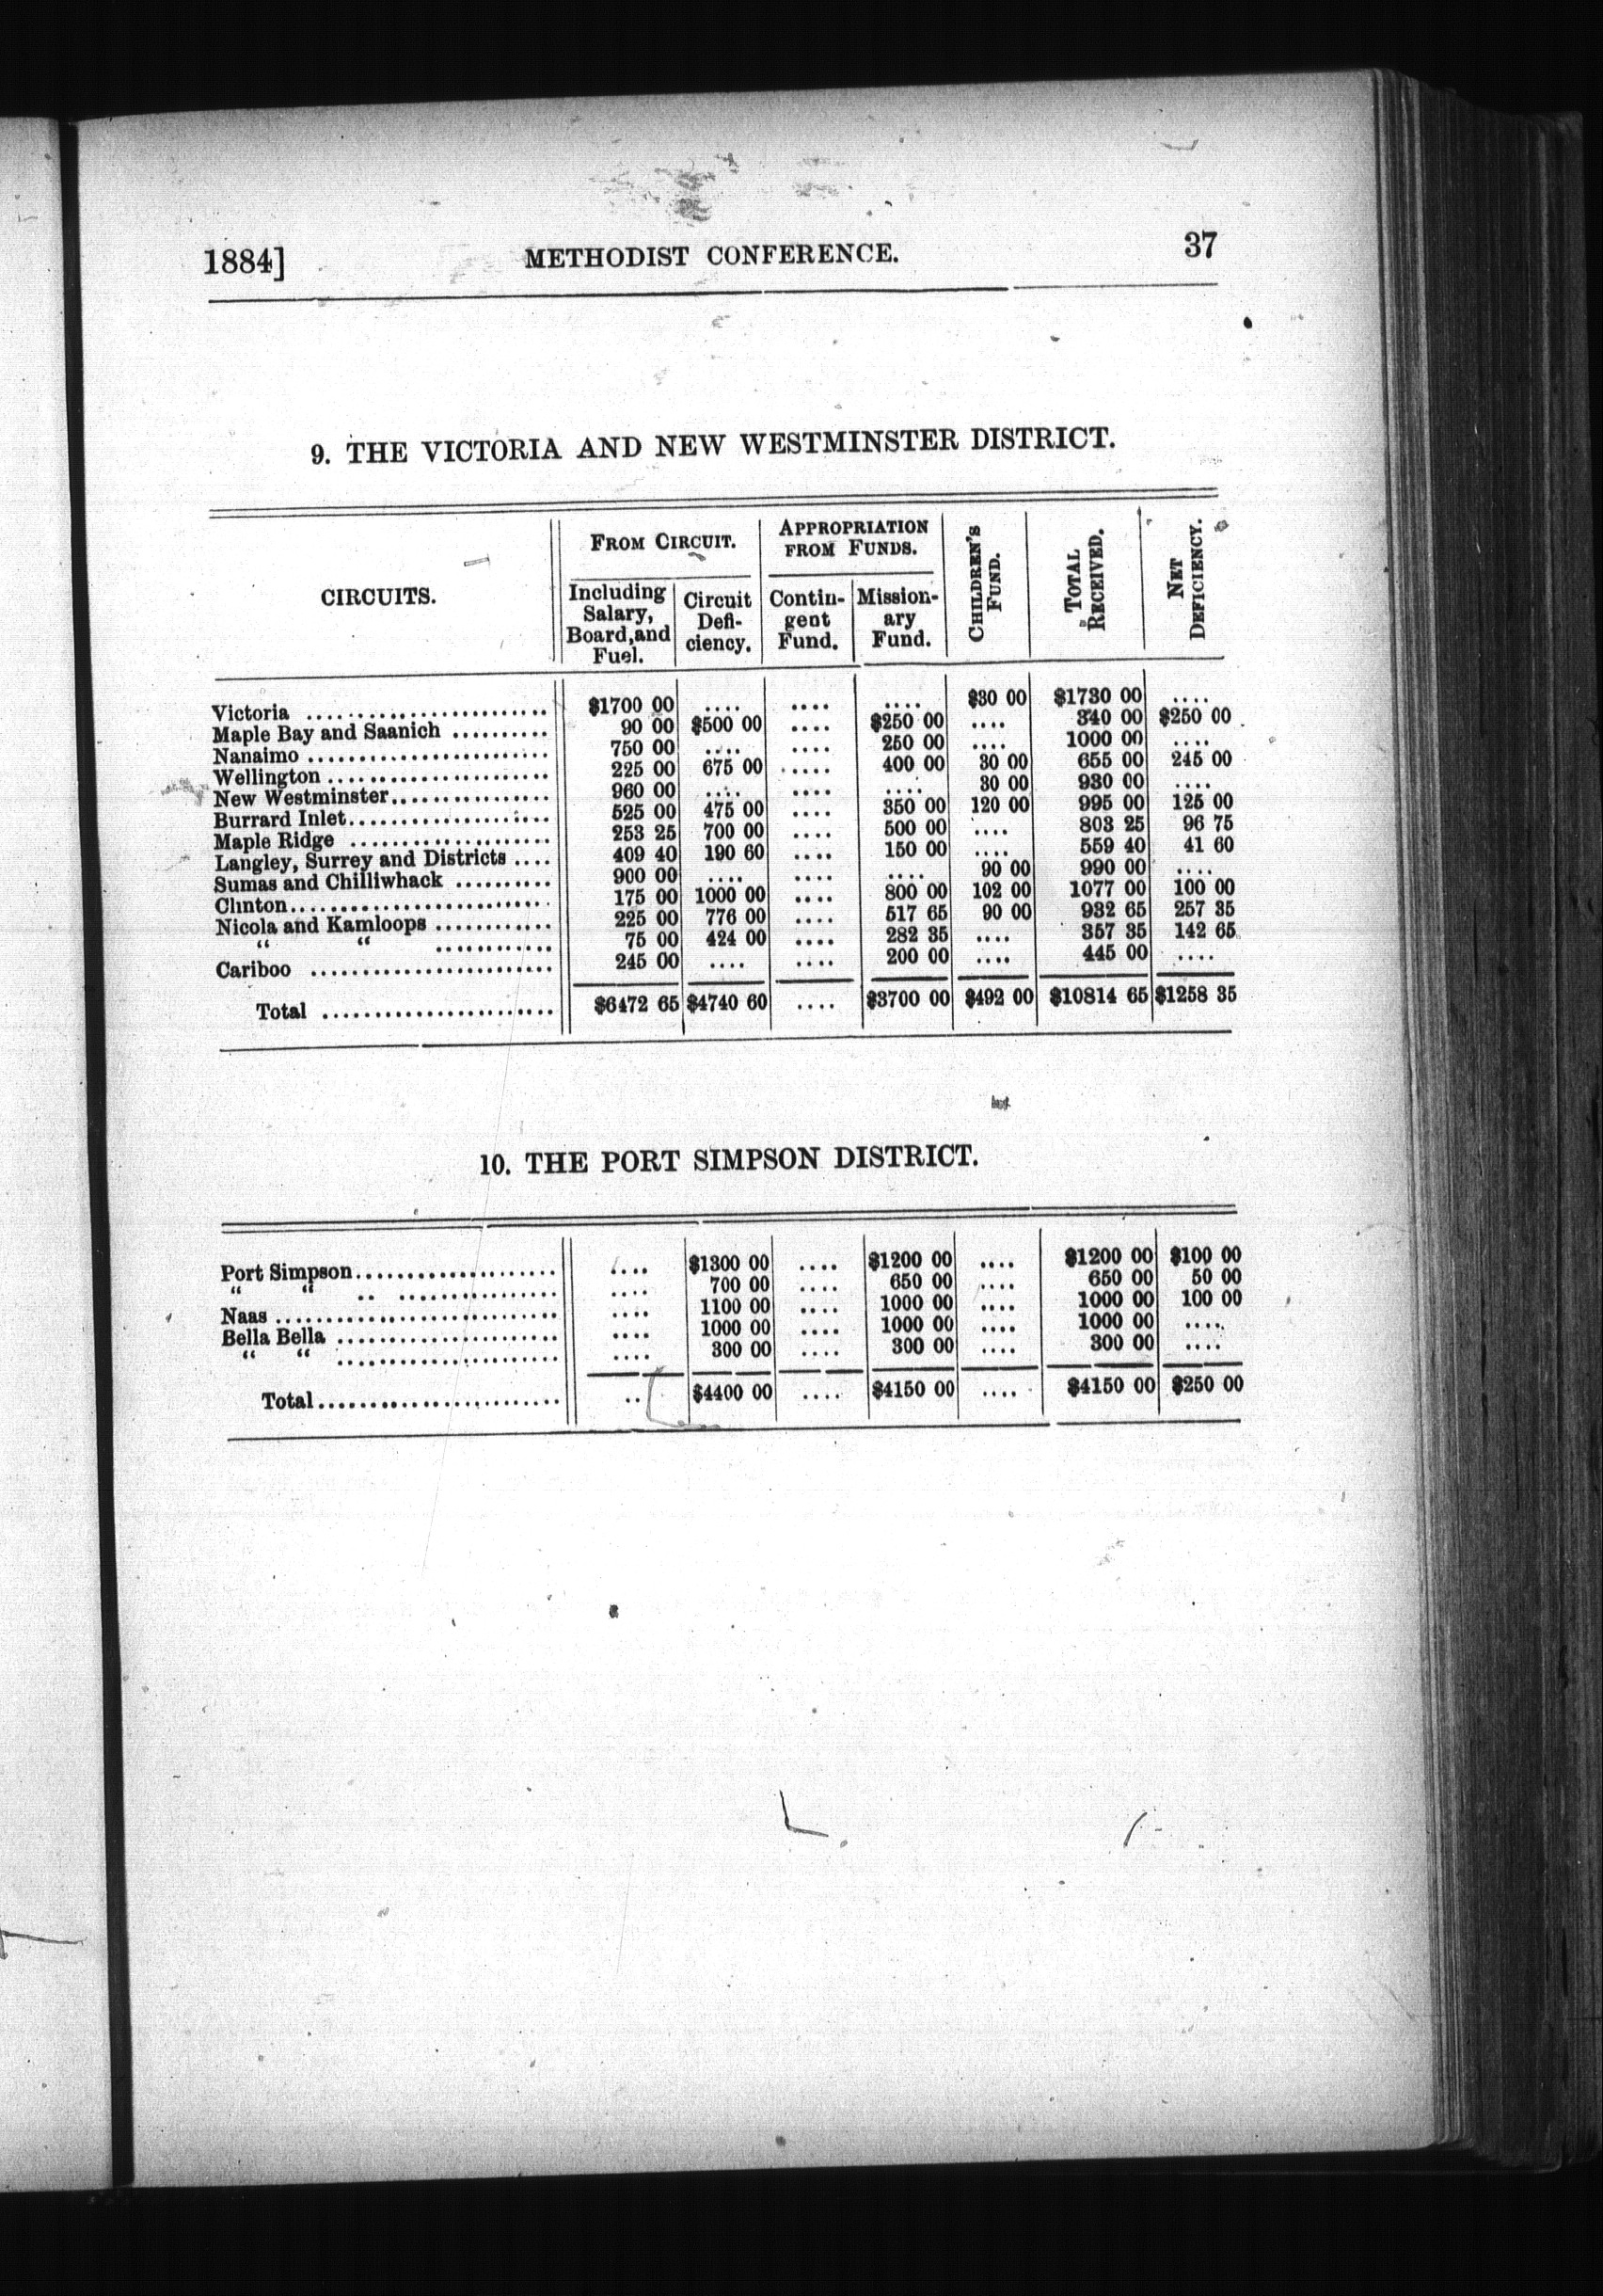 1884] METHODIST CONFERENCE. 37
9. THE VICTORIA AND NEW WESTMINSTER DISTRICT.
CIRCUITS.
FROM CIRCUIT.
Including
Salary,
Board, and
Fuel.
Circuit
Defi-
ciency.
APPROPRIATION
FROM FUNDS.
Contin-
gent
Fund.
Mission-
ary
Fund.
CHILDREN'S
FUND.
TOTAL
RECEIVED.
NET
DEFICIENCY.
Victoria ........................ $1700 00 .... .... .... $30 00 $1730 00 ....
Maple Bay and Saanich .......... 90 00 $500 00 .... $250 00 .... 340 00 $250 00
Nanaimo ........................ 750 00 .... .... 250 00 .... 1000 00 ....
Wellington ...................... 225 00 675 00 ..... 400 00 30 00 655 00 245 00
New Westminster................ 900 00 .... .... .... 30 00 930 00 ....
Burrard Inlet.................... 525 00 475 00 .... 350 00 120 00 995 00 125 00
Maple Ridge .................... 253 25 700 00 .... 500 00 .... 803 25 96 75
Langley, Surrey and Districts .... 409 40 190 60 .... 150 00 .... 559 40 41 60
Sumas and Chilliwhack .......... 900 00 .... .... .... 90 00 990 00 ....
Clinton.......................... 175 00 1000 00 .... 800 00 102 00 1077 00 100 00
Nicola and Kamloops ............ 225 00 776 00 .... 517 65 90 00 932 65 257 35
“ “ ............ 75 00 424 00 .... 282 35 .... 357 35 142 65
Cariboo ........................ 245 00 .... .... 200 00 .... 445 00 ....
Total ........................ $6472 65 $4740 60 .... $3700 00 $492 00 $10814 65 $1258 35
10. THE PORT SIMPSON DISTRICT.
Port Simpson.................... .... $1300 00 .... $1200 00 .... $1200 00 $100 00
“ “ .. ................ .... 700 00 .... 650 00 .... 650 00 50 00
Naas ............................ .... 1100 00 .... 1000 00 .... 1000 00 100 00
Bella Bella ...................... .... 1000 00 .... 1000 00 .... 1000 00 ....
“ “ ...................... .... 300 00 .... 300 00 .... 300 00 ....
Total........................ .. $4400 00 .... $4150 00 .... $4150 00 $250 00